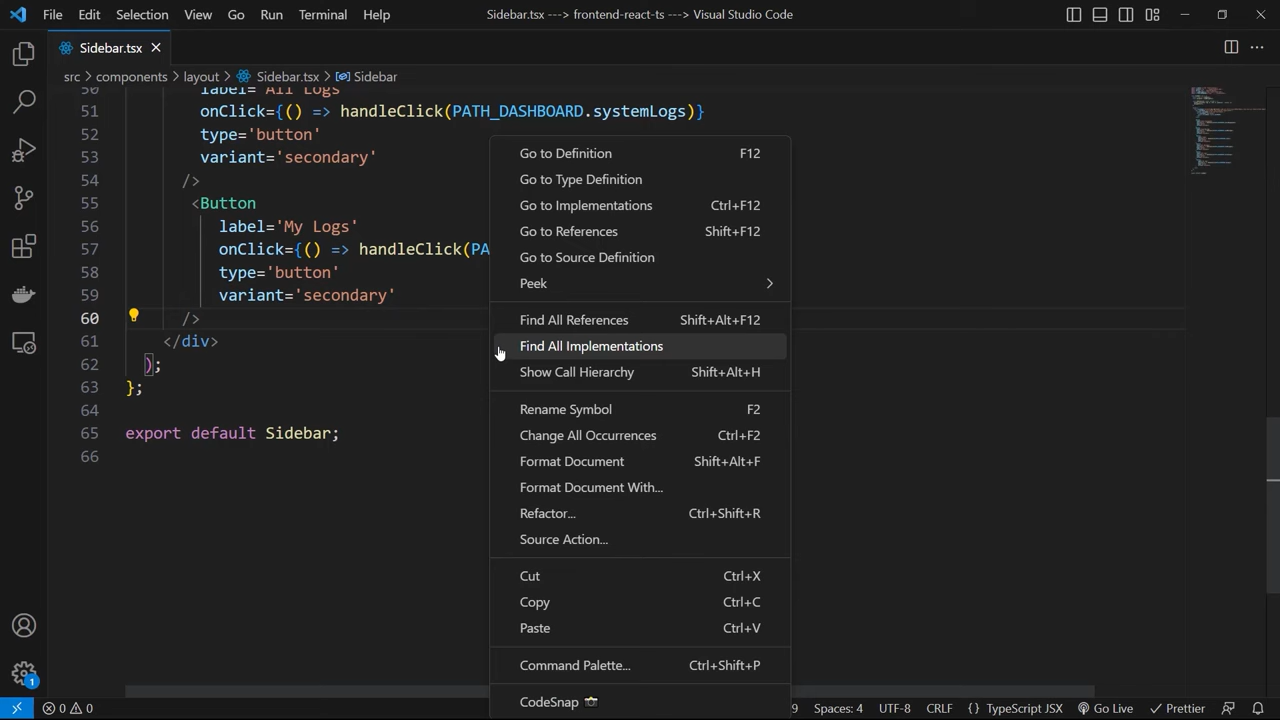 File Edit Selection View Go Run Terminal Help Sidebar.tsx ---> frontend-react-ts ---> Visual Studio Code
Sidebar.tsx
src > components > layout > Sidebar.tsx > Sidebar
50 label='All Logs'
51 onClick={() => handleClick(PATH_DASHBOARD.systemLogs)}
52 type='button'
53 variant='secondary'
54 />
55 <Button
56 label='My Logs'
57 onClick={() => handleClick(PA
58 type='button'
59 variant='secondary'
60 />
61 </div>
62 );
63 };
64
65 export default Sidebar;
66
Go to Definition F12
Go to Type Definition
Go to Implementations Ctrl+F12
Go to References Shift+F12
Go to Source Definition
Peek >
Find All References Shift+Alt+F12
Find All Implementations
Show Call Hierarchy Shift+Alt+H
Rename Symbol F2
Change All Occurrences Ctrl+F2
Format Document Shift+Alt+F
Format Document With...
Refactor... Ctrl+Shift+R
Source Action...
Cut Ctrl+X
Copy Ctrl+C
Paste Ctrl+V
Command Palette... Ctrl+Shift+P
CodeSnap 📸
1
0 0 9 Spaces: 4 UTF-8 CRLF {} TypeScript JSX Go Live Prettier